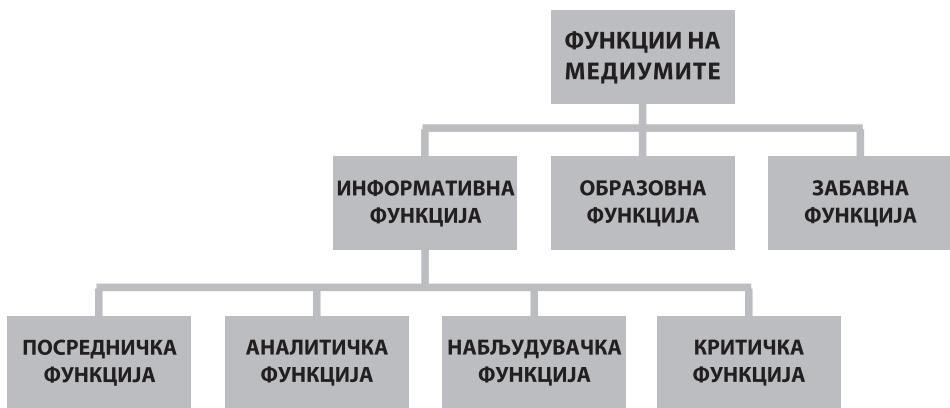 ФУНКЦИИ НА
МЕДИУМИТЕ
ИНФОРМАТИВНА
ФУНКЦИЈА
ОБРАЗОВНА
ФУНКЦИЈА
ЗАБАВНА
ФУНКЦИЈА
ПОСРЕДНИЧКА
ФУНКЦИЈА
АНАЛИТИЧКА
ФУНКЦИЈА
НАБЉУДУВАЧКА
ФУНКЦИЈА
КРИТИЧКА
ФУНКЦИЈА